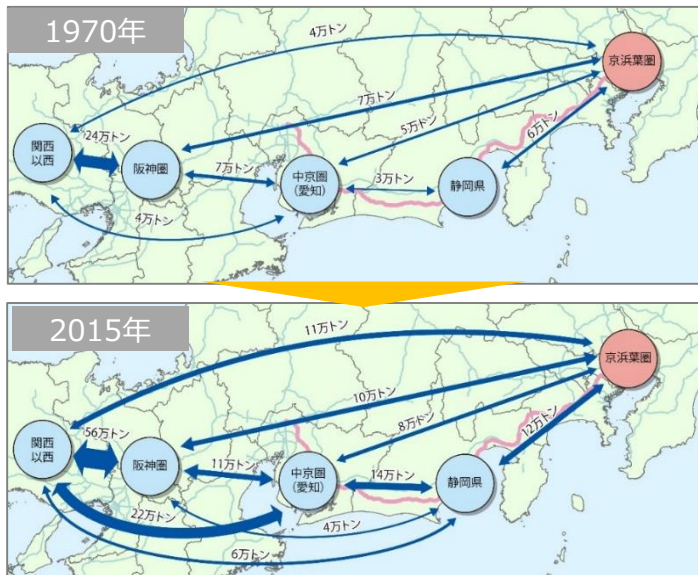 1970年
4万トン
京浜葉圏
7万トン
5万トン
6万トン
24万トン
関西
以西
阪神圏
7万トン
中京圏
(愛知)
3万トン
静岡県
4万トン
2015年
11万トン
京浜葉圏
10万トン
8万トン
12万トン
56万トン
関西
以西
阪神圏
11万トン
中京圏
(愛知)
14万トン
静岡県
22万トン
4万トン
6万トン